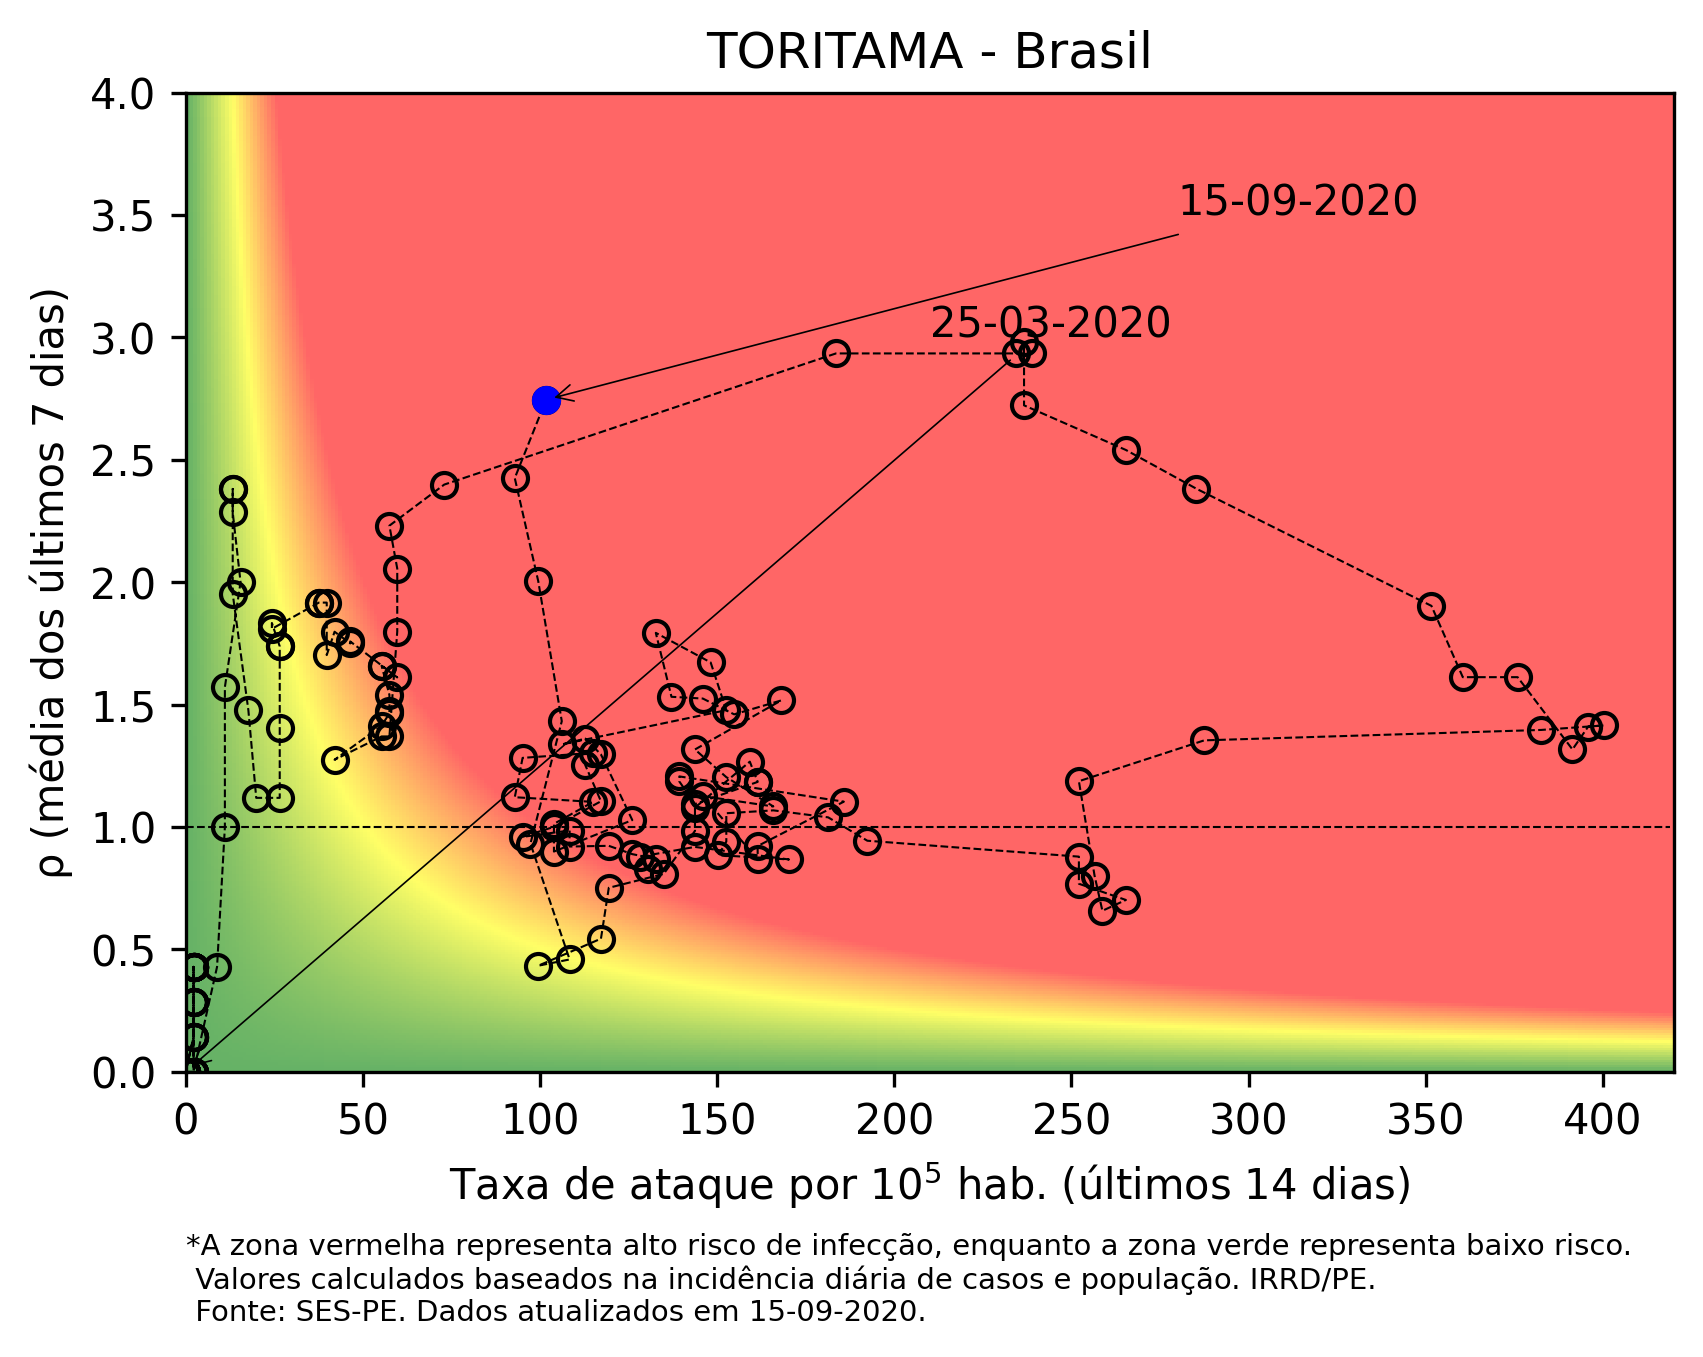 TORITAMA - Brasil
4.0
3.5
3.0
2.5
2.0
1.5
1.0
0.5
0.0
ρ (média dos últimos 7 dias)
15-09-2020
25-03-2020
0 50 100 150 200 250 300 350 400
Taxa de ataque por 10⁵ hab. (últimos 14 dias)
*A zona vermelha representa alto risco de infecção, enquanto a zona verde representa baixo risco.
Valores calculados baseados na incidência diária de casos e população. IRRD/PE.
Fonte: SES-PE. Dados atualizados em 15-09-2020.